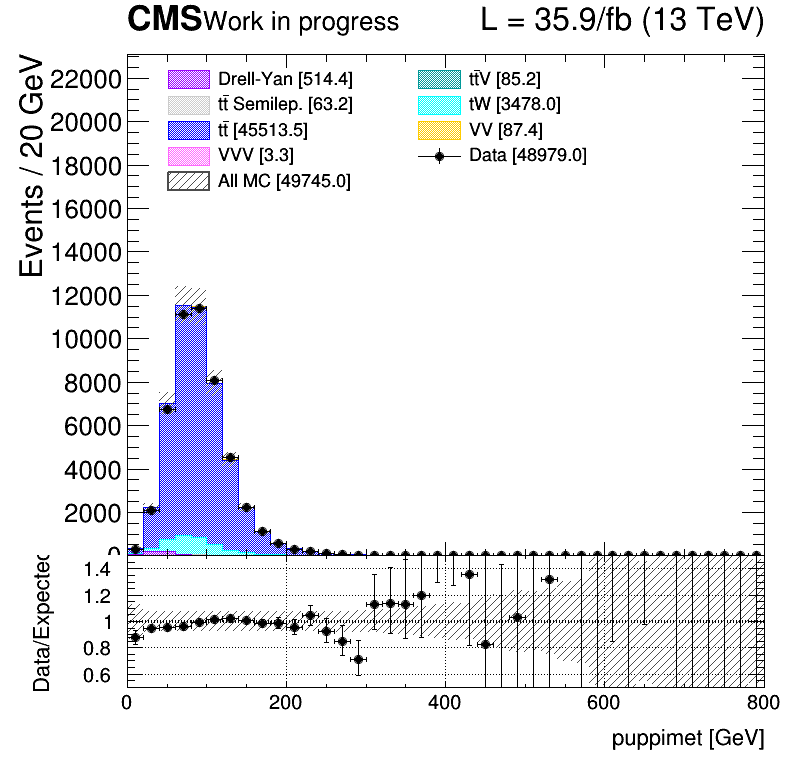 CMS Work in progress L = 35.9/fb (13 TeV)
Events / 20 GeV
22000
20000
18000
16000
14000
12000
10000
8000
6000
4000
2000
0
Drell-Yan [514.4]
tt̄ Semilep. [63.2]
tt̄ [45513.5]
VVV [3.3]
All MC [49745.0]
tt̄V [85.2]
tW [3478.0]
VV [87.4]
Data [48979.0]
Data/Expected
1.4
1.2
1
0.8
0.6
0 200 400 600 800
puppimet [GeV]